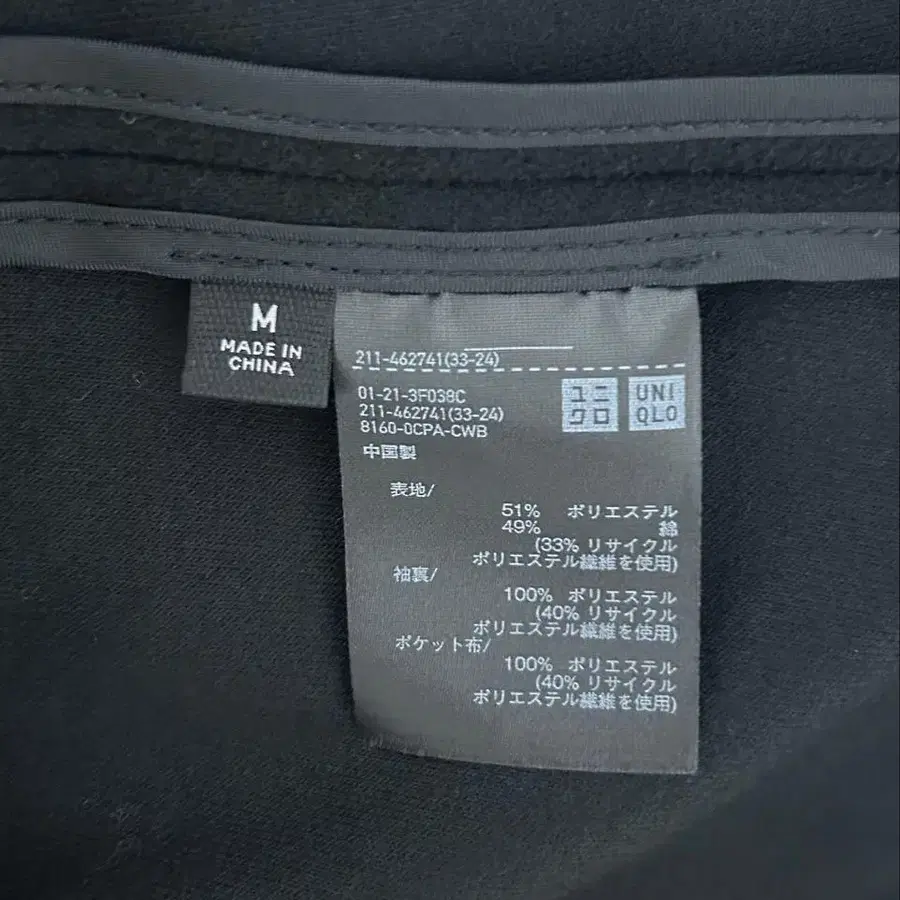 M
MADE IN
CHINA
211-462741(33-24)
01-21-3F038C
211-462741(33-24)
8160-0CPA-CWB
ユニ
クロ
UNI
QLO
中国製
表地/
51% ポリエステル
49% 綿
(33% リサイクル
ポリエステル繊維を使用)
袖裏/
100% ポリエステル
(40% リサイクル
ポリエステル繊維を使用)
ポケット布/
100% ポリエステル
(40% リサイクル
ポリエステル繊維を使用)